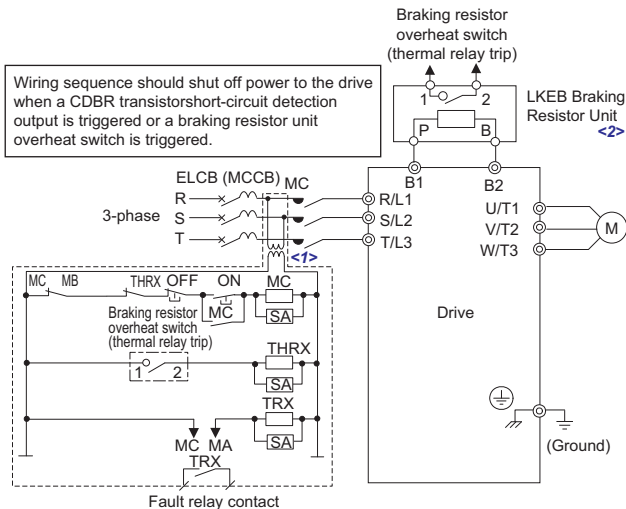 Braking resistor
overheat switch
(thermal relay trip)
Wiring sequence should shut off power to the drive
when a CDBR transistorshort-circuit detection
output is triggered or a braking resistor unit
overheat switch is triggered.
1 2
LKEB Braking
Resistor Unit
<2>
P B
ELCB (MCCB) MC
B1 B2
R R/L1
3-phase S S/L2
T T/L3
<1>
U/T1
V/T2
W/T3
M
Drive
MC MB THRX OFF ON MC
MC
SA
Braking resistor
overheat switch
(thermal relay trip)
1 2
THRX
SA
TRX
SA
MC MA
TRX
Fault relay contact
(Ground)